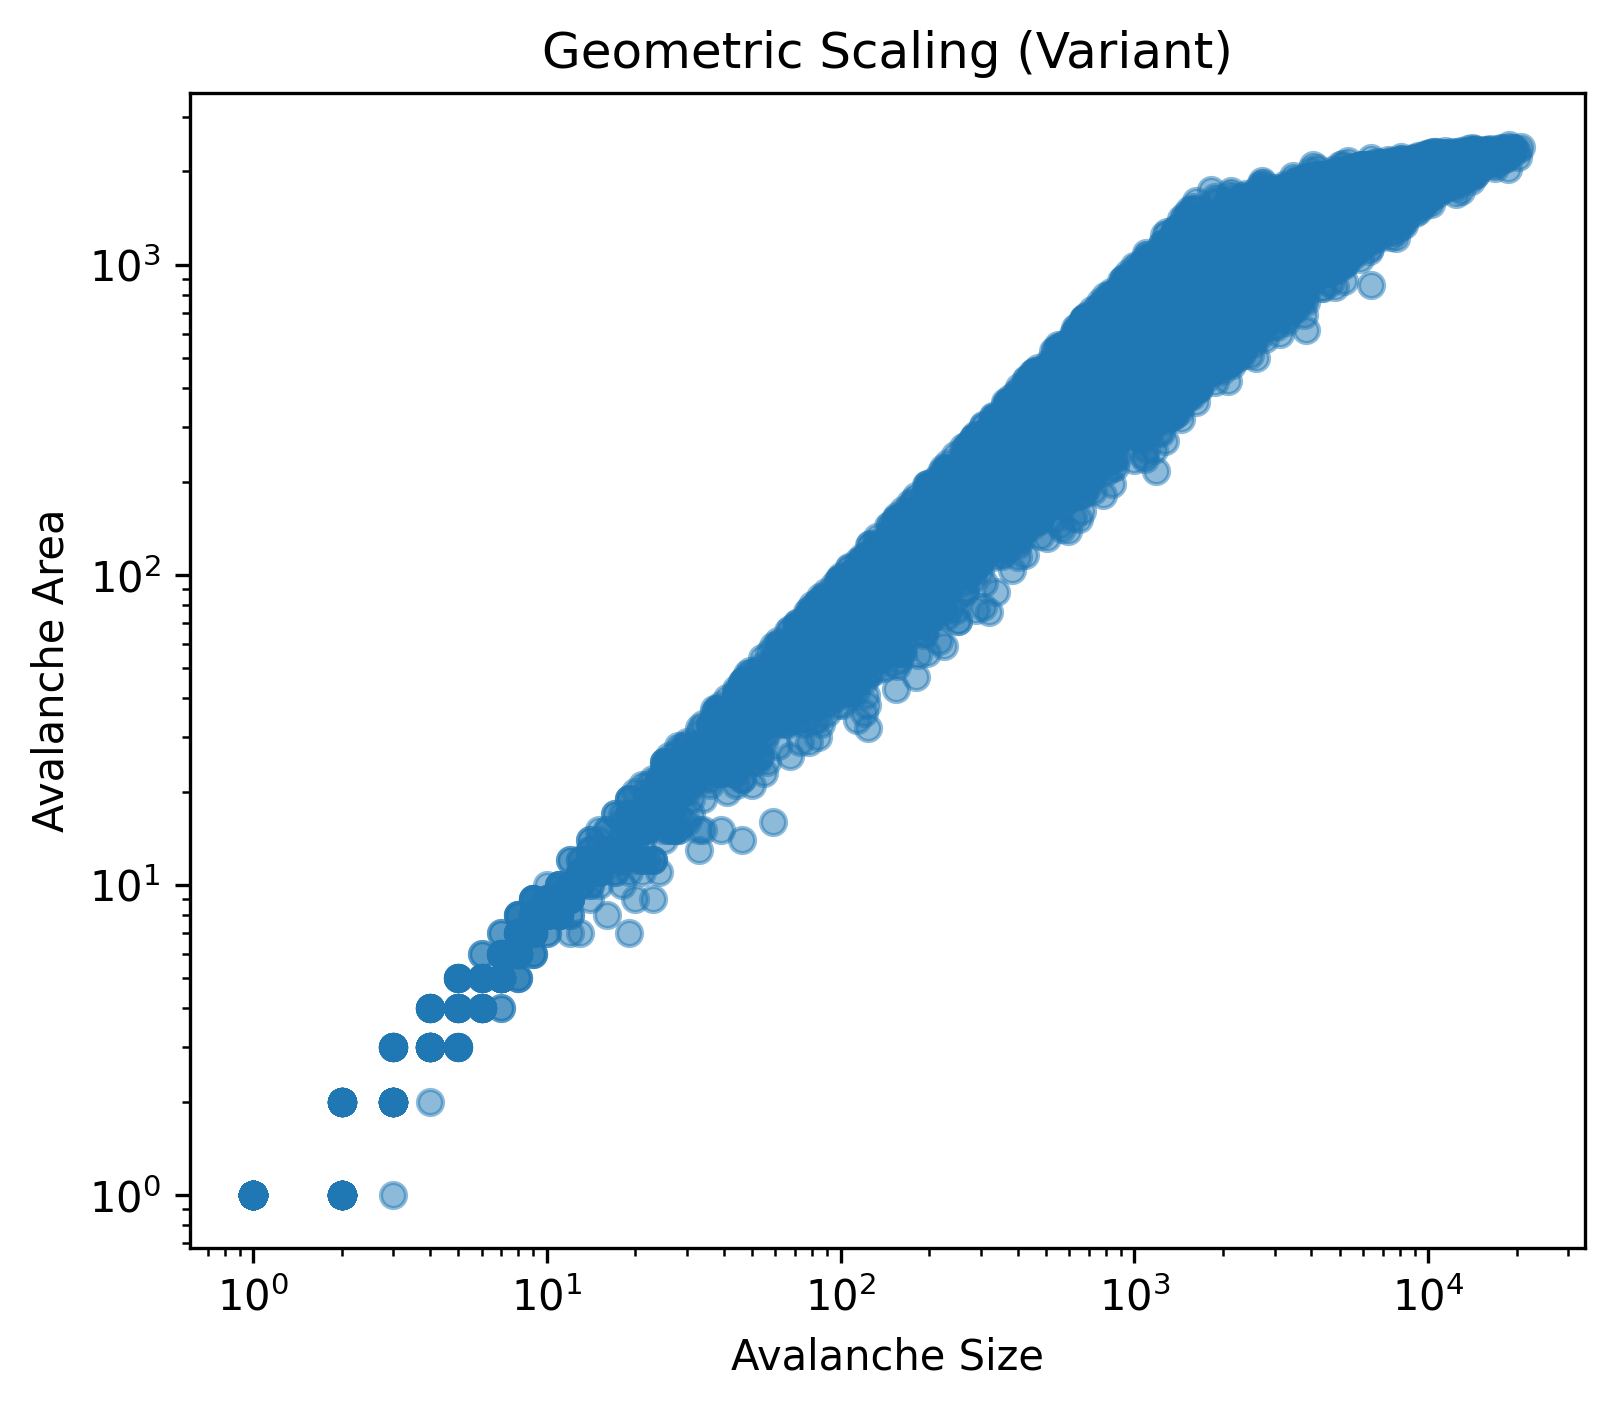 Geometric Scaling (Variant)
10³
10²
10¹
10⁰
Avalanche Area
10⁰ 10¹ 10² 10³ 10⁴
Avalanche Size